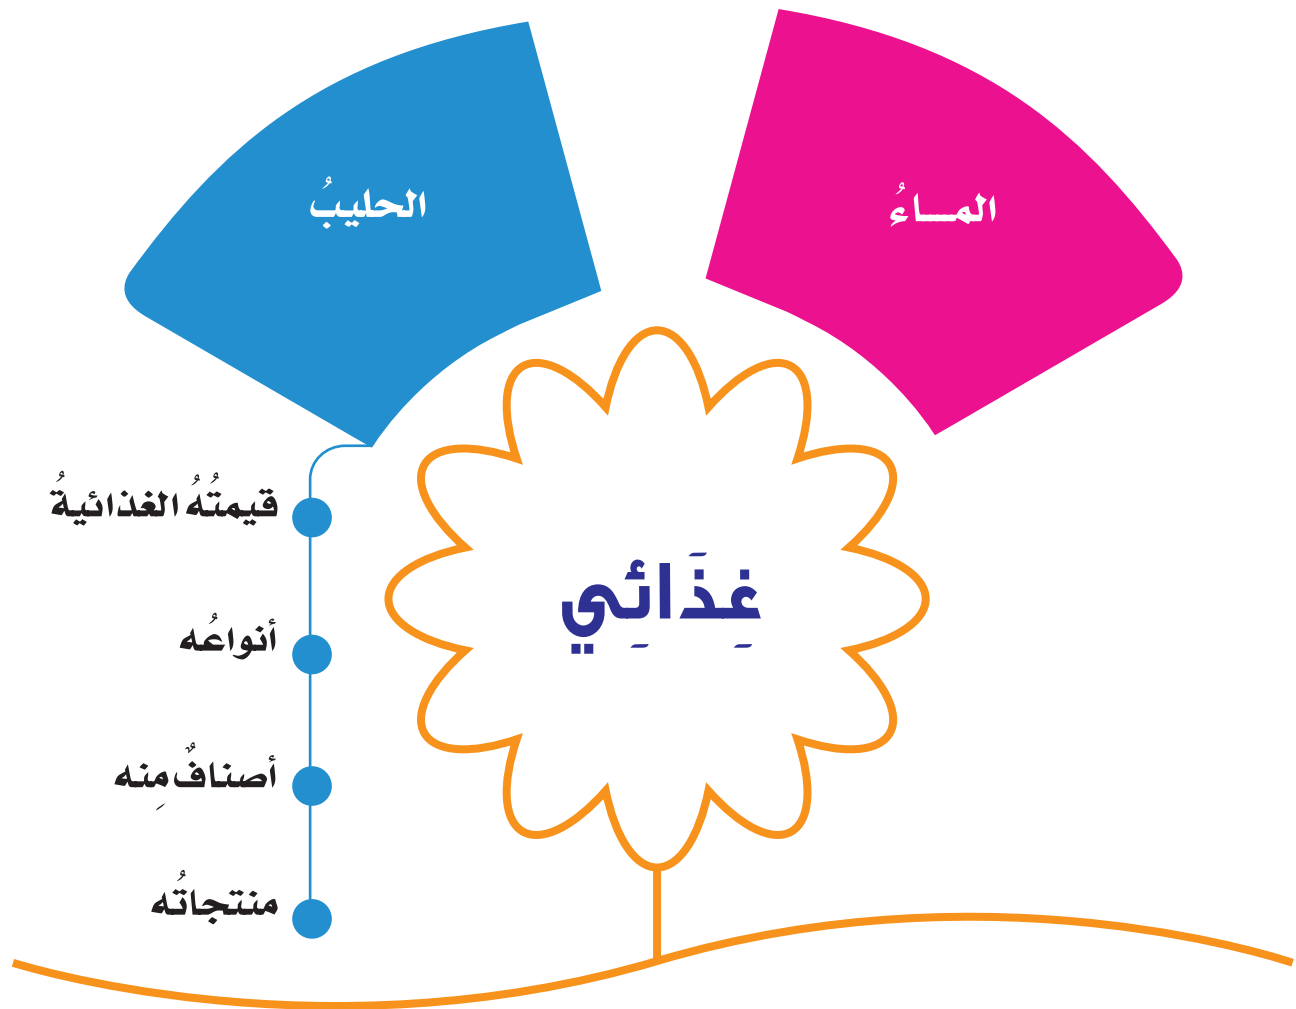 المـــاءُ
الحليبُ
غِذَائِي
قيمتُهُ الغذائيةُ
أنواعُه
أصنافٌ مِنه
منتجاتُه